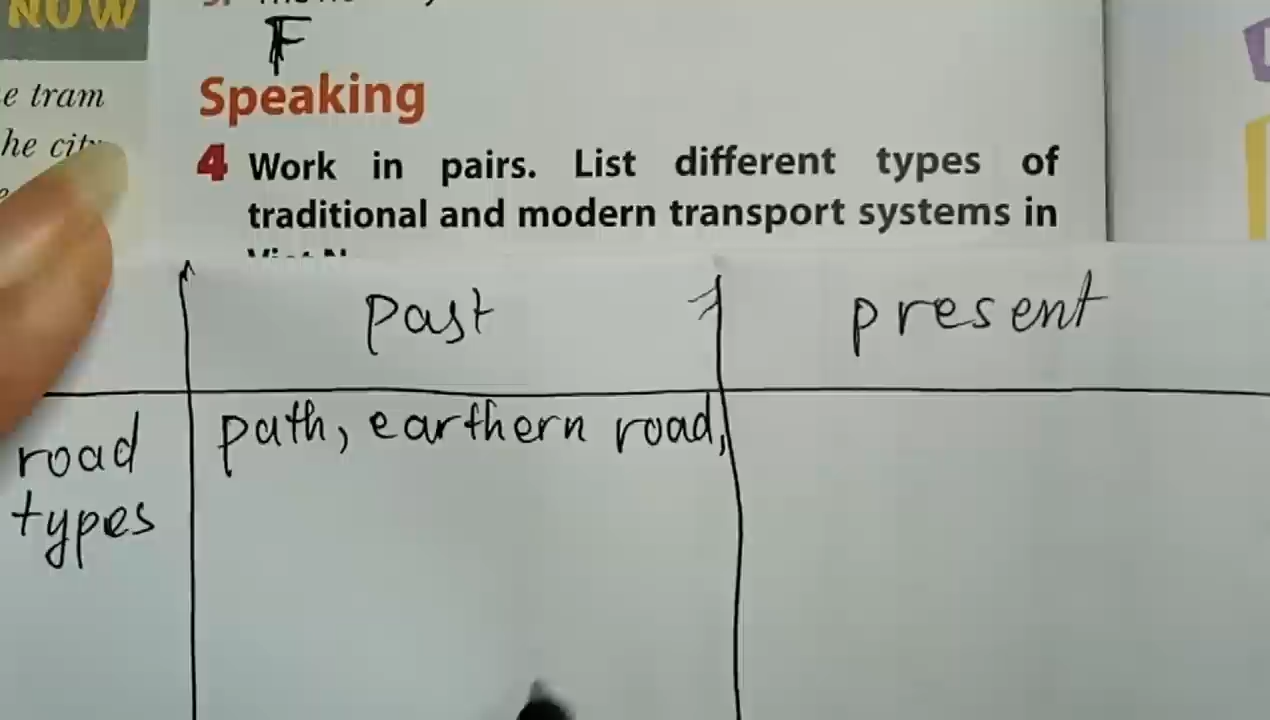 NOW
e tram
he city
F
Speaking
4 Work in pairs. List different types of
traditional and modern transport systems in
past
present
road
types
path, earthern road,